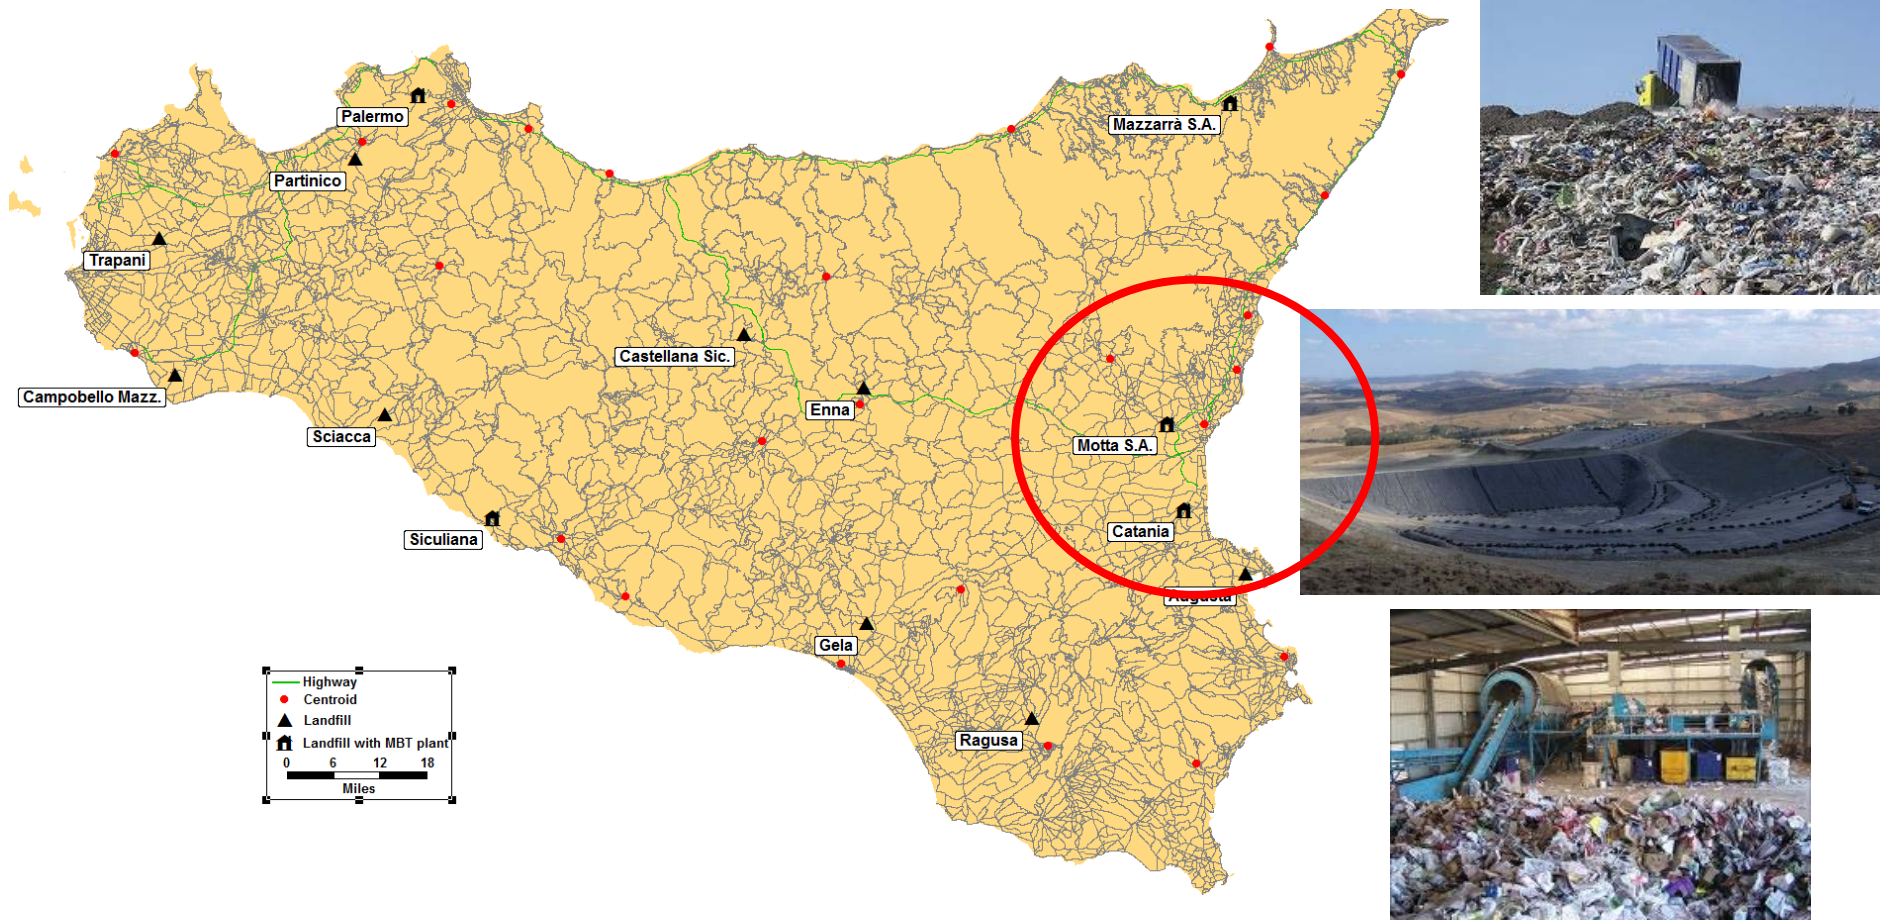 Palermo
Mazzarrà S.A.
Partinico
Trapani
Castellana Sic.
Campobello Mazz.
Enna
Sciacca
Motta S.A.
Siculiana
Catania
Augusta
Gela
Ragusa
Highway
Centroid
Landfill
Landfill with MBT plant
0 6 12 18
Miles